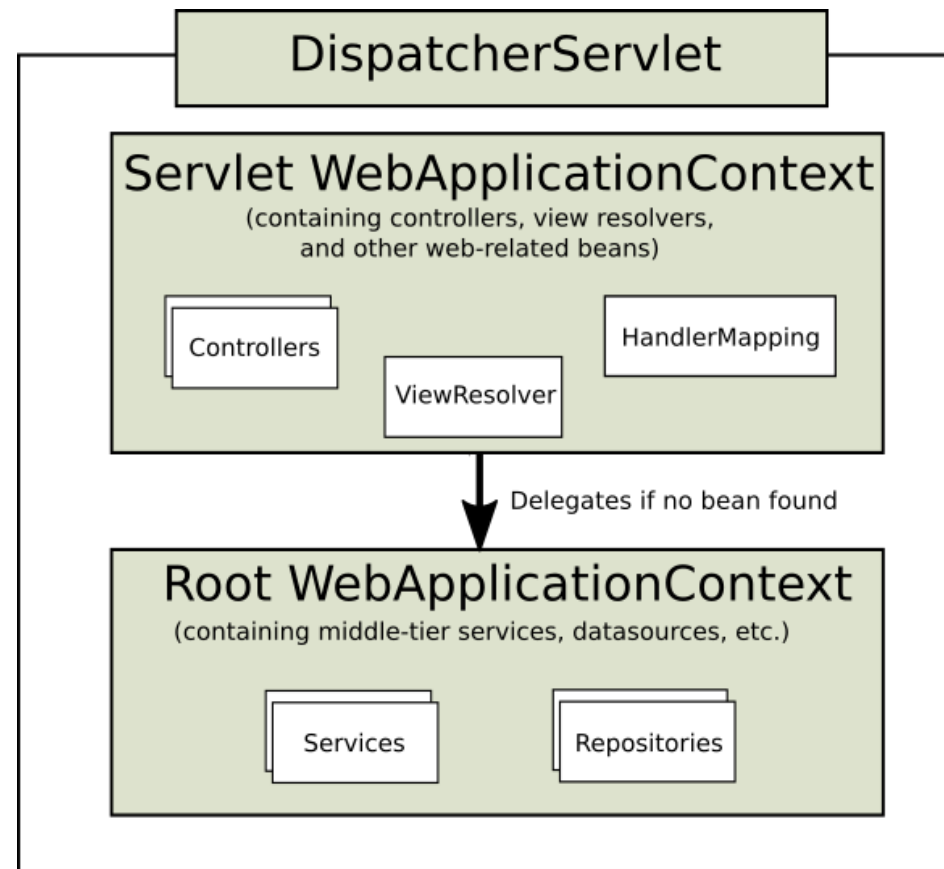 DispatcherServlet
Servlet WebApplicationContext
(containing controllers, view resolvers,
and other web-related beans)
Controllers
HandlerMapping
ViewResolver
Delegates if no bean found
Root WebApplicationContext
(containing middle-tier services, datasources, etc.)
Services
Repositories